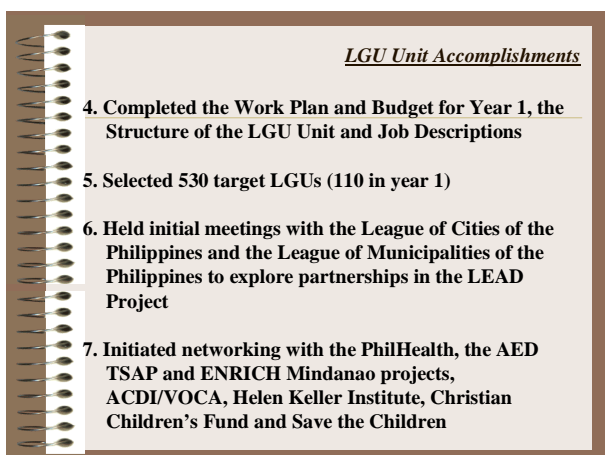 LGU Unit Accomplishments
4. Completed the Work Plan and Budget for Year 1, the
Structure of the LGU Unit and Job Descriptions
5. Selected 530 target LGUs (110 in year 1)
6. Held initial meetings with the League of Cities of the
Philippines and the League of Municipalities of the
Philippines to explore partnerships in the LEAD
Project
7. Initiated networking with the PhilHealth, the AED
TSAP and ENRICH Mindanao projects,
ACDI/VOCA, Helen Keller Institute, Christian
Children's Fund and Save the Children